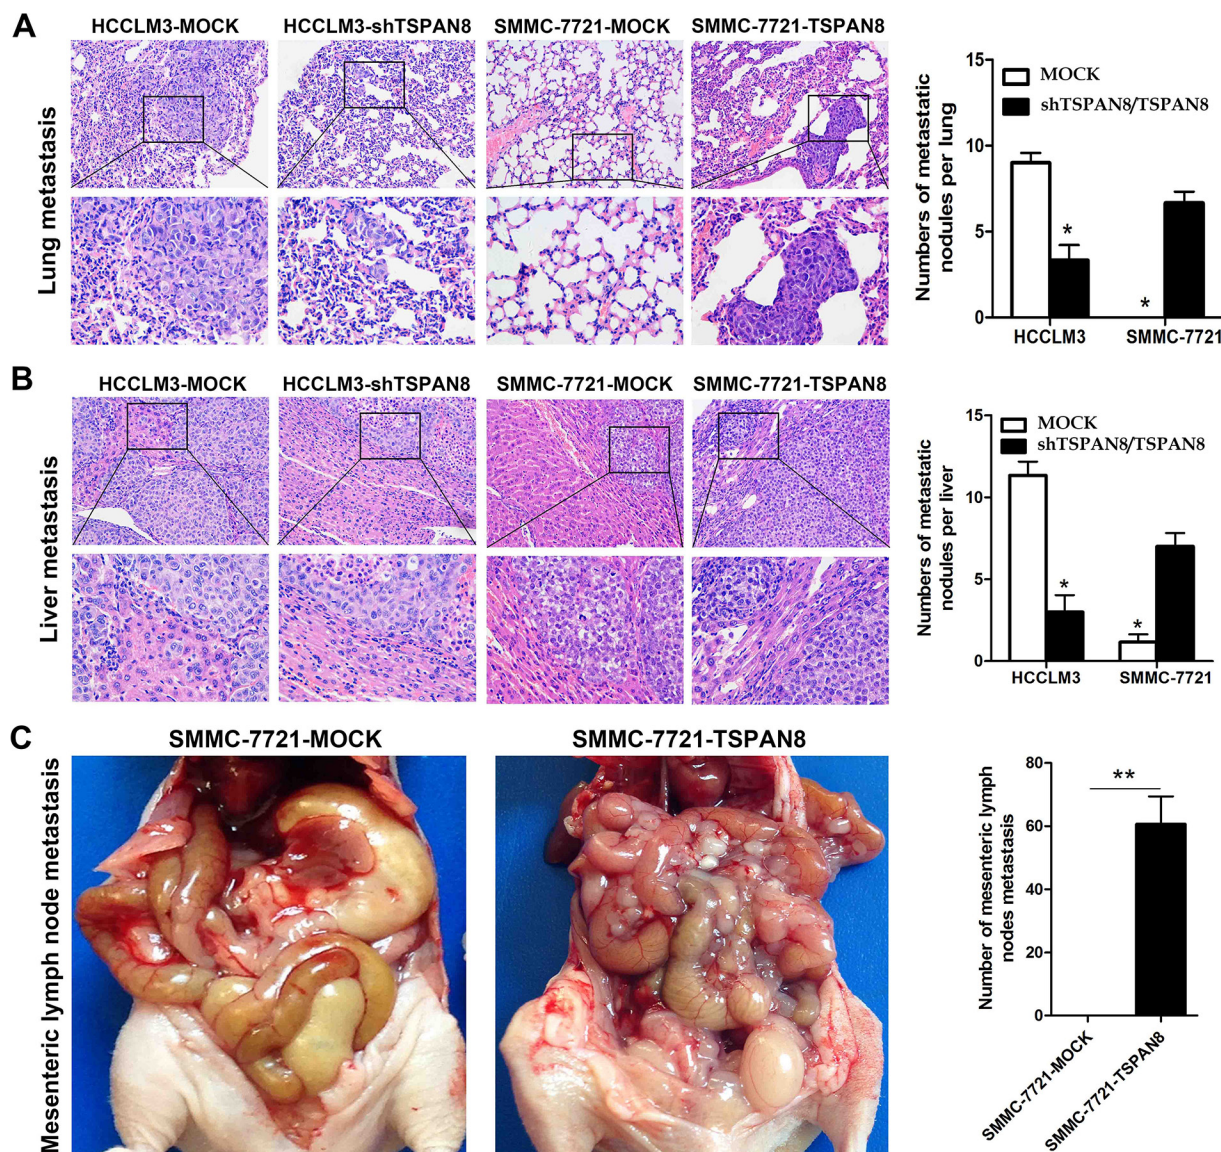 A
HCCLM3-MOCK
HCCLM3-shTSPAN8
SMMC-7721-MOCK
SMMC-7721-TSPAN8
Lung metastasis
Numbers of metastatic
nodules per lung
15
10
5
0
MOCK
shTSPAN8/TSPAN8
*
*
HCCLM3
SMMC-7721
B
HCCLM3-MOCK
HCCLM3-shTSPAN8
SMMC-7721-MOCK
SMMC-7721-TSPAN8
Liver metastasis
Numbers of metastatic
nodules per liver
15
10
5
0
MOCK
shTSPAN8/TSPAN8
*
*
HCCLM3
SMMC-7721
C
SMMC-7721-MOCK
SMMC-7721-TSPAN8
Mesenteric lymph node metastasis
Number of mesenteric lymph
nodes metastasis
80
60
40
20
0
**
SMMC-7721-MOCK
SMMC-7721-TSPAN8